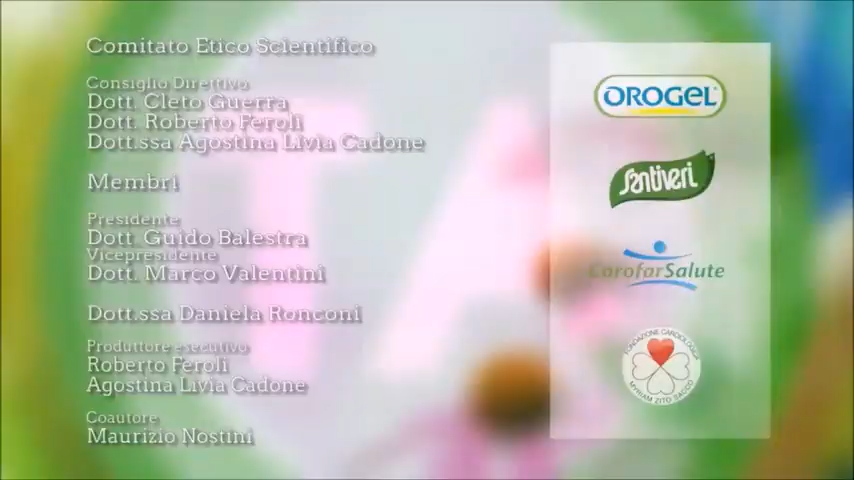 Comitato Etico Scientifico
Consiglio Direttivo
Dott. Cleto Guerra
Dott. Roberto Feroli
Dott.ssa Agostina Livia Cadone
Membri
Presidente
Dott. Guido Balestra
Vicepresidente
Dott. Marco Valentini
Dott.ssa Daniela Ronconi
Produttore esecutivo
Roberto Feroli
Agostina Livia Cadone
Coautore
Maurizio Nostini
OROGEL
Santiveri
CoroforSalute
FONDAZIONE CARDIOLOGICA
MYRIAM ZITO SACCO
TA